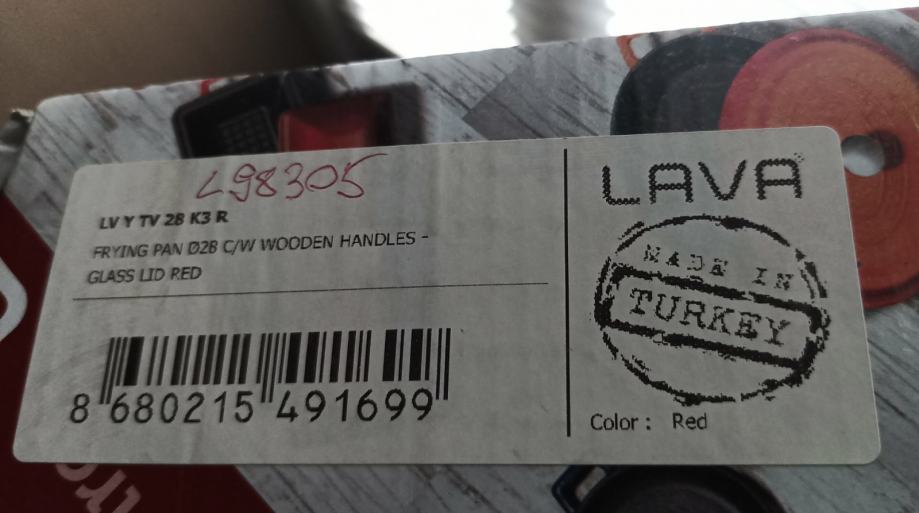 L98305
LV Y TV 28 K3 R
FRYING PAN Ø28 C/W WOODEN HANDLES -
GLASS LID RED
8 680215 491699
LAVA
MADE IN
TURKEY
Color : Red